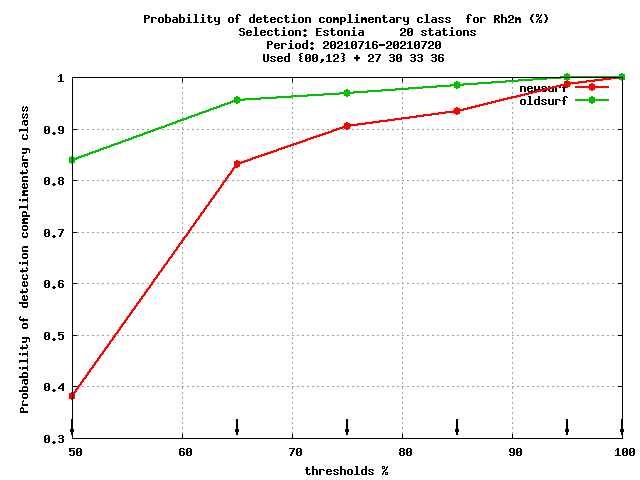 Probability of detection complimentary class  for Rh2m (%)
Selection: Estonia     20 stations
Period: 20210716-20210720
Used {00,12} + 27 30 33 36
Probability of detection complimentary class
1
0.9
0.8
0.7
0.6
0.5
0.4
0.3
newsurf
oldsurf
50 60 70 80 90 100
thresholds %